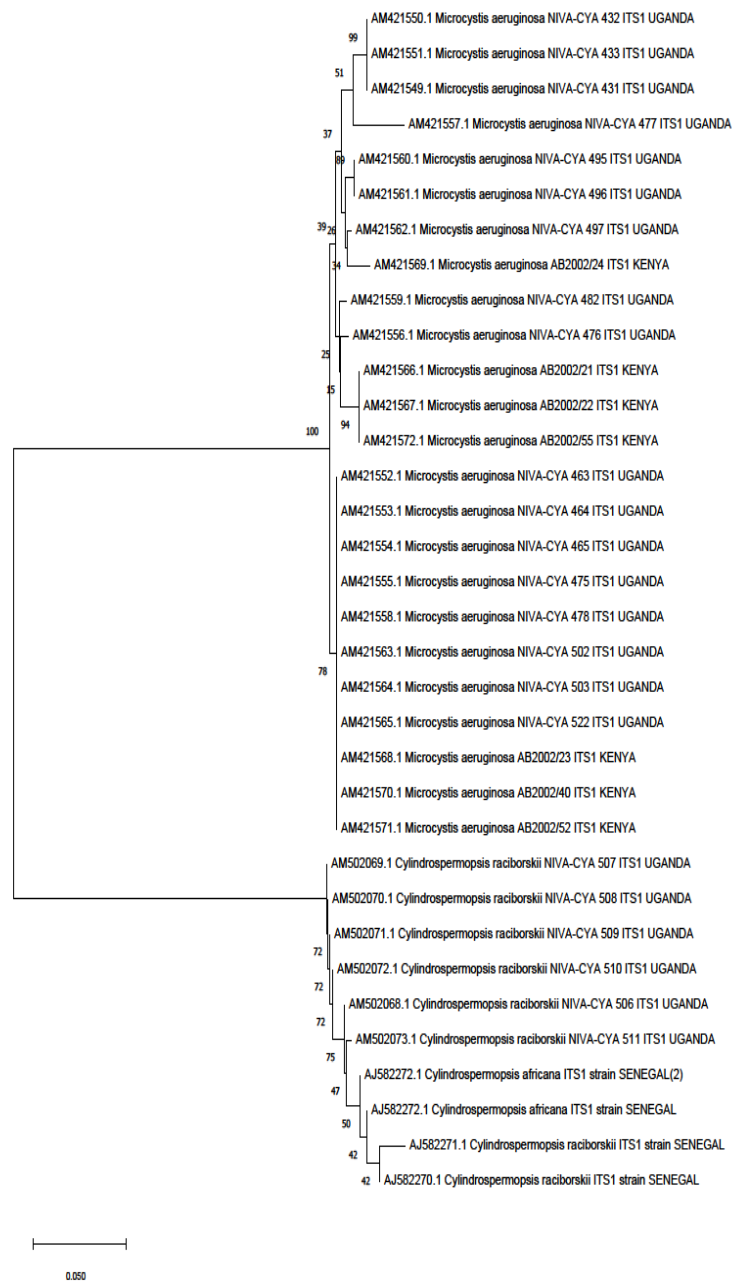 AM421550.1 Microcystis aeruginosa NIVA-CYA 432 ITS1 UGANDA
99
AM421551.1 Microcystis aeruginosa NIVA-CYA 433 ITS1 UGANDA
51
AM421549.1 Microcystis aeruginosa NIVA-CYA 431 ITS1 UGANDA
AM421557.1 Microcystis aeruginosa NIVA-CYA 477 ITS1 UGANDA
37
89
AM421560.1 Microcystis aeruginosa NIVA-CYA 495 ITS1 UGANDA
AM421561.1 Microcystis aeruginosa NIVA-CYA 496 ITS1 UGANDA
39
26
AM421562.1 Microcystis aeruginosa NIVA-CYA 497 ITS1 UGANDA
34
AM421569.1 Microcystis aeruginosa AB2002/24 ITS1 KENYA
AM421559.1 Microcystis aeruginosa NIVA-CYA 482 ITS1 UGANDA
AM421556.1 Microcystis aeruginosa NIVA-CYA 476 ITS1 UGANDA
25
AM421566.1 Microcystis aeruginosa AB2002/21 ITS1 KENYA
15
AM421567.1 Microcystis aeruginosa AB2002/22 ITS1 KENYA
94
100
AM421572.1 Microcystis aeruginosa AB2002/55 ITS1 KENYA
AM421552.1 Microcystis aeruginosa NIVA-CYA 463 ITS1 UGANDA
AM421553.1 Microcystis aeruginosa NIVA-CYA 464 ITS1 UGANDA
AM421554.1 Microcystis aeruginosa NIVA-CYA 465 ITS1 UGANDA
AM421555.1 Microcystis aeruginosa NIVA-CYA 475 ITS1 UGANDA
AM421558.1 Microcystis aeruginosa NIVA-CYA 478 ITS1 UGANDA
AM421563.1 Microcystis aeruginosa NIVA-CYA 502 ITS1 UGANDA
78
AM421564.1 Microcystis aeruginosa NIVA-CYA 503 ITS1 UGANDA
AM421565.1 Microcystis aeruginosa NIVA-CYA 522 ITS1 UGANDA
AM421568.1 Microcystis aeruginosa AB2002/23 ITS1 KENYA
AM421570.1 Microcystis aeruginosa AB2002/40 ITS1 KENYA
AM421571.1 Microcystis aeruginosa AB2002/52 ITS1 KENYA
AM502069.1 Cylindrospermopsis raciborskii NIVA-CYA 507 ITS1 UGANDA
AM502070.1 Cylindrospermopsis raciborskii NIVA-CYA 508 ITS1 UGANDA
AM502071.1 Cylindrospermopsis raciborskii NIVA-CYA 509 ITS1 UGANDA
72
AM502072.1 Cylindrospermopsis raciborskii NIVA-CYA 510 ITS1 UGANDA
72
AM502068.1 Cylindrospermopsis raciborskii NIVA-CYA 506 ITS1 UGANDA
72
AM502073.1 Cylindrospermopsis raciborskii NIVA-CYA 511 ITS1 UGANDA
75
AJ582272.1 Cylindrospermopsis africana ITS1 strain SENEGAL(2)
47
AJ582272.1 Cylindrospermopsis africana ITS1 strain SENEGAL
50
AJ582271.1 Cylindrospermopsis raciborskii ITS1 strain SENEGAL
42
AJ582270.1 Cylindrospermopsis raciborskii ITS1 strain SENEGAL
42
0.050